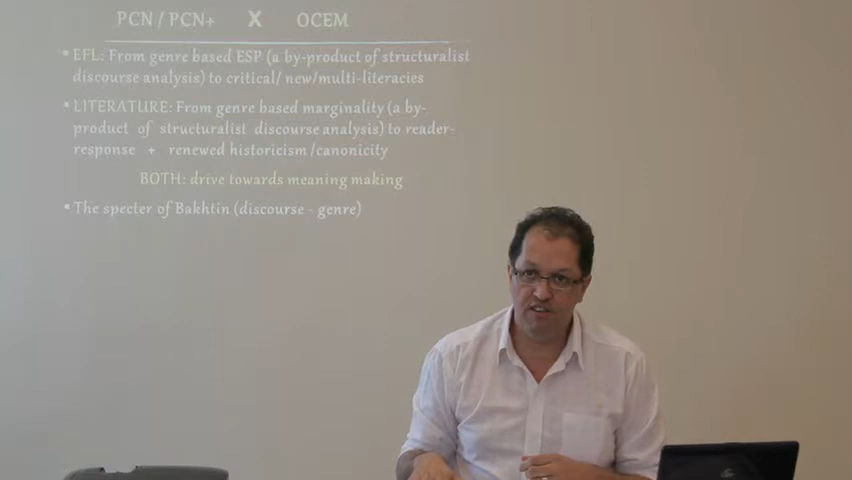 PCN / PCN+ X OCEM
▪ EFL: From genre based ESP (a by-product of structuralist
discourse analysis) to critical/ new/multi-literacies
▪ LITERATURE: From genre based marginality (a by-
product of structuralist discourse analysis) to reader-
response + renewed historicism /canonicity
BOTH: drive towards meaning making
▪ The specter of Bakhtin (discourse - genre)